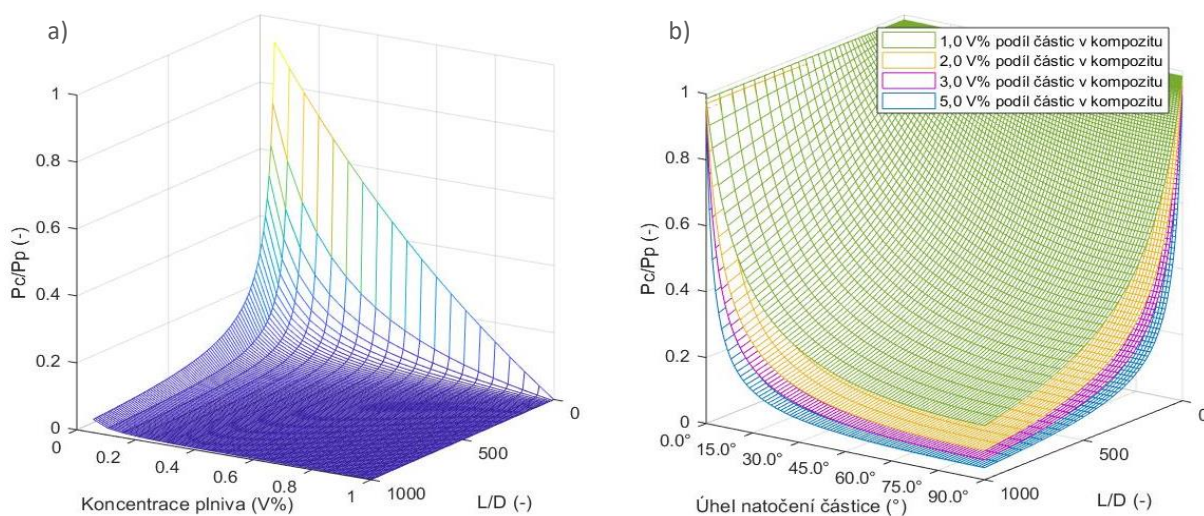 a)
1
0.8
0.6
0.4
0.2
0
Pc/Pp (-)
0
0.2
0.4
0.6
0.8
1
Koncentrace plniva (V%)
0
500
1000
L/D (-)
b)
1,0 V% podíl částic v kompozitu
2,0 V% podíl částic v kompozitu
3,0 V% podíl částic v kompozitu
5,0 V% podíl částic v kompozitu
1
0.8
0.6
0.4
0.2
0
Pc/Pp (-)
0.0°
15.0°
30.0°
45.0°
60.0°
75.0°
90.0°
Úhel natočení částice (°)
0
500
1000
L/D (-)